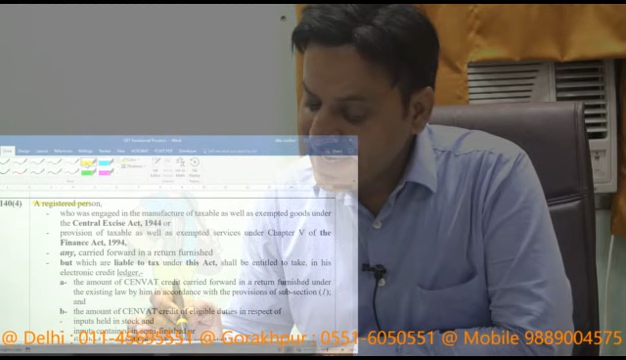 140(4) A registered person,
- who was engaged in the manufacture of taxable as well as exempted goods under
the Central Excise Act, 1944 or
- provision of taxable as well as exempted services under Chapter V of the
Finance Act, 1994,
- any, carried forward in a return furnished
- but which are liable to tax under this Act, shall be entitled to take, in his
electronic credit ledger,-
a- the amount of CENVAT credit carried forward in a return furnished under
the existing law by him in accordance with the provisions of sub-section (1);
and
b- the amount of CENVAT credit of eligible duties in respect of
- inputs held in stock and
- inputs contained in semi-finished or
@ Delhi : 011-45695551 @ Gorakhpur : 0551-6050551 @ Mobile 9889004575